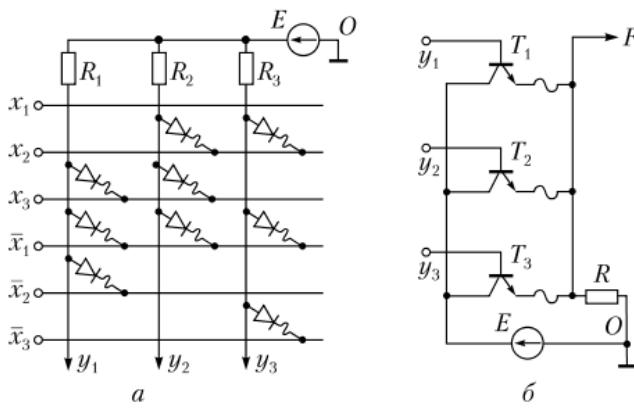 E O
R₁ R₂ R₃
x₁
x₂
x₃
x̄₁
x̄₂
x̄₃
y₁ y₂ y₃
а
F
y₁ T₁
y₂ T₂
y₃ T₃
R
E O
б